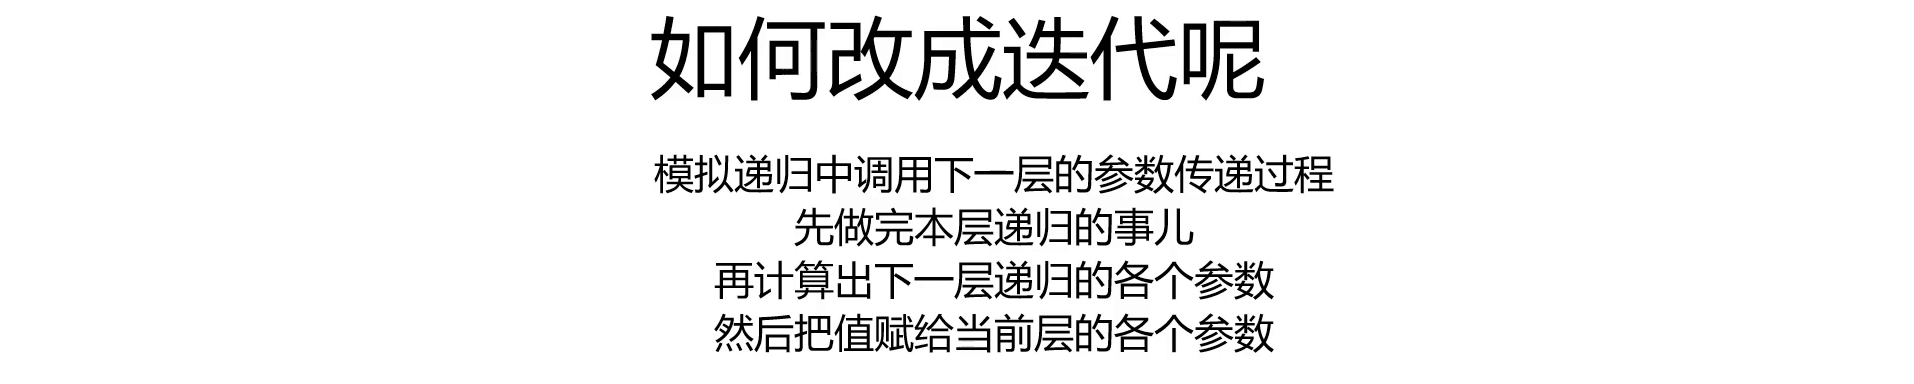 如何改成迭代呢
模拟递归中调用下一层的参数传递过程
先做完本层递归的事儿
再计算出下一层递归的各个参数
然后把值赋给当前层的各个参数